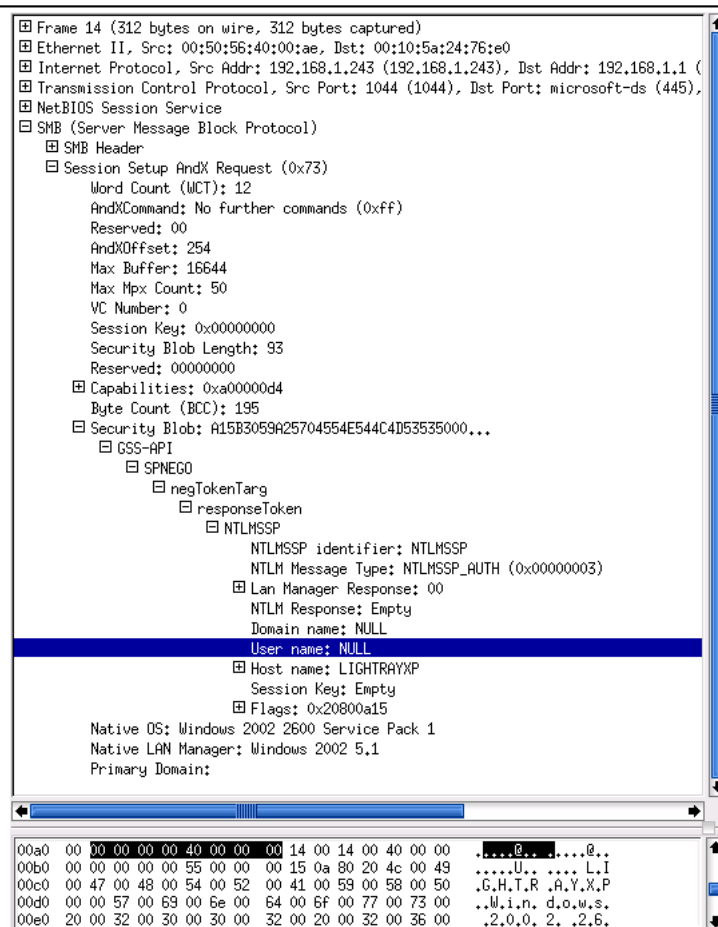 Frame 14 (312 bytes on wire, 312 bytes captured)
Ethernet II, Src: 00:50:56:40:00:ae, Dst: 00:10:5a:24:76:e0
Internet Protocol, Src Addr: 192.168.1.243 (192.168.1.243), Dst Addr: 192.168.1.1 (
Transmission Control Protocol, Src Port: 1044 (1044), Dst Port: microsoft-ds (445),
NetBIOS Session Service
SMB (Server Message Block Protocol)
SMB Header
Session Setup AndX Request (0x73)
Word Count (WCT): 12
AndXCommand: No further commands (0xff)
Reserved: 00
AndXOffset: 254
Max Buffer: 16644
Max Mpx Count: 50
VC Number: 0
Session Key: 0x00000000
Security Blob Length: 93
Reserved: 00000000
Capabilities: 0xa00000d4
Byte Count (BCC): 195
Security Blob: A15B3059A25704554E544C4D53535000...
GSS-API
SPNEGO
negTokenTarg
responseToken
NTLMSSP
NTLMSSP identifier: NTLMSSP
NTLM Message Type: NTLMSSP_AUTH (0x00000003)
Lan Manager Response: 00
NTLM Response: Empty
Domain name: NULL
User name: NULL
Host name: LIGHTRAYXP
Session Key: Empty
Flags: 0x20800a15
Native OS: Windows 2002 2600 Service Pack 1
Native LAN Manager: Windows 2002 5.1
Primary Domain:
00a0 00 00 00 00 00 40 00 00 00 14 00 14 00 40 00 00 .....@.. .....@..
00b0 00 00 00 00 00 55 00 00 00 15 0a 80 20 4c 00 49 .....U.. .... L.I
00c0 00 47 00 48 00 54 00 52 00 41 00 59 00 58 00 50 .G.H.T.R .A.Y.X.P
00d0 00 00 57 00 69 00 6e 00 64 00 6f 00 77 00 73 00 ..W.i.n. d.o.w.s.
00e0 20 00 32 00 30 00 30 00 32 00 20 00 32 00 36 00 .2.0.0. 2. .2.6.